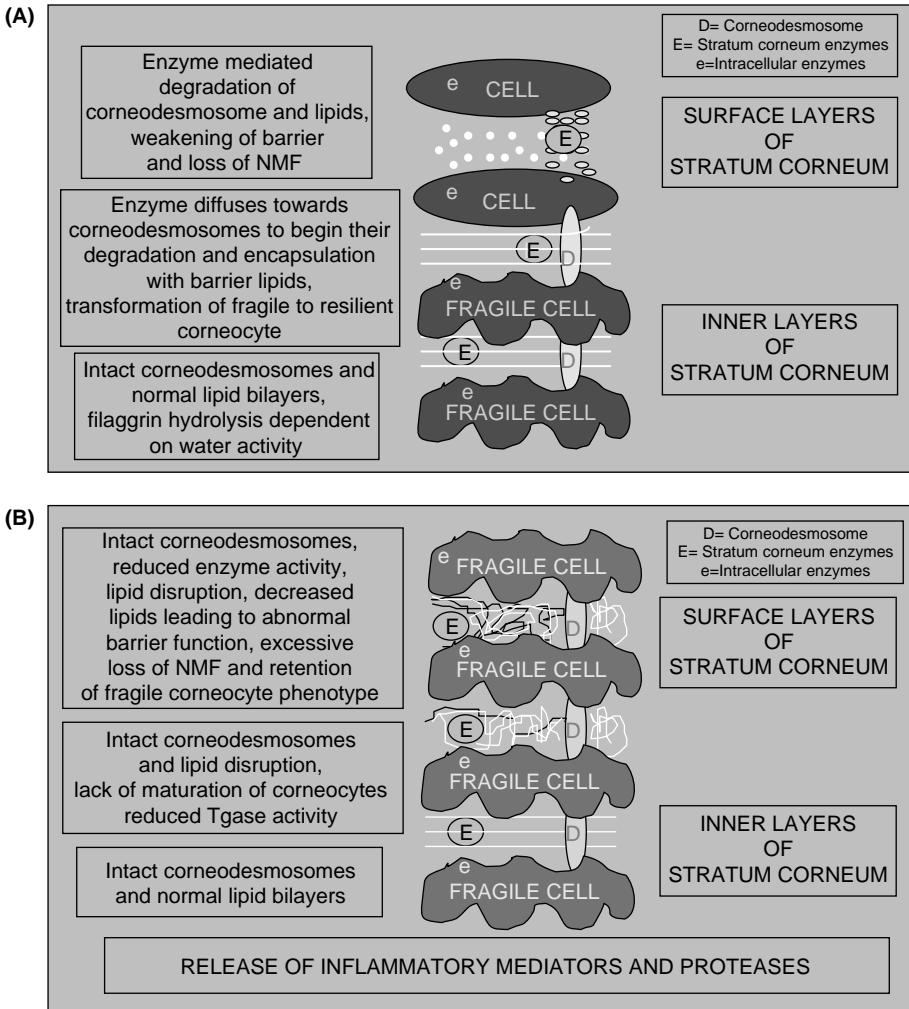 (A)
D= Corneodesmosome
E= Stratum corneum enzymes
e=Intracellular enzymes
Enzyme mediated
degradation of
corneodesmosome and lipids,
weakening of barrier
and loss of NMF
e CELL
E
SURFACE LAYERS
OF
STRATUM CORNEUM
e
CELL
Enzyme diffuses towards
corneodesmosomes to begin their
degradation and encapsulation
with barrier lipids,
transformation of fragile to resilient
corneocyte
E
D
e
FRAGILE CELL
E
D
INNER LAYERS
OF
STRATUM CORNEUM
Intact corneodesmosomes and
normal lipid bilayers,
filaggrin hydrolysis dependent
on water activity
e
FRAGILE CELL
(B)
D= Corneodesmosome
E= Stratum corneum enzymes
e=Intracellular enzymes
Intact corneodesmosomes,
reduced enzyme activity,
lipid disruption, decreased
lipids leading to abnormal
barrier function, excessive
loss of NMF and retention
of fragile corneocyte phenotype
e
FRAGILE CELL
E
D
SURFACE LAYERS
OF
STRATUM CORNEUM
e
FRAGILE CELL
Intact corneodesmosomes
and lipid disruption,
lack of maturation of corneocytes
reduced Tgase activity
E
D
e
FRAGILE CELL
E
D
INNER LAYERS
OF
STRATUM CORNEUM
Intact corneodesmosomes
and normal lipid bilayers
e
FRAGILE CELL
RELEASE OF INFLAMMATORY MEDIATORS AND PROTEASES